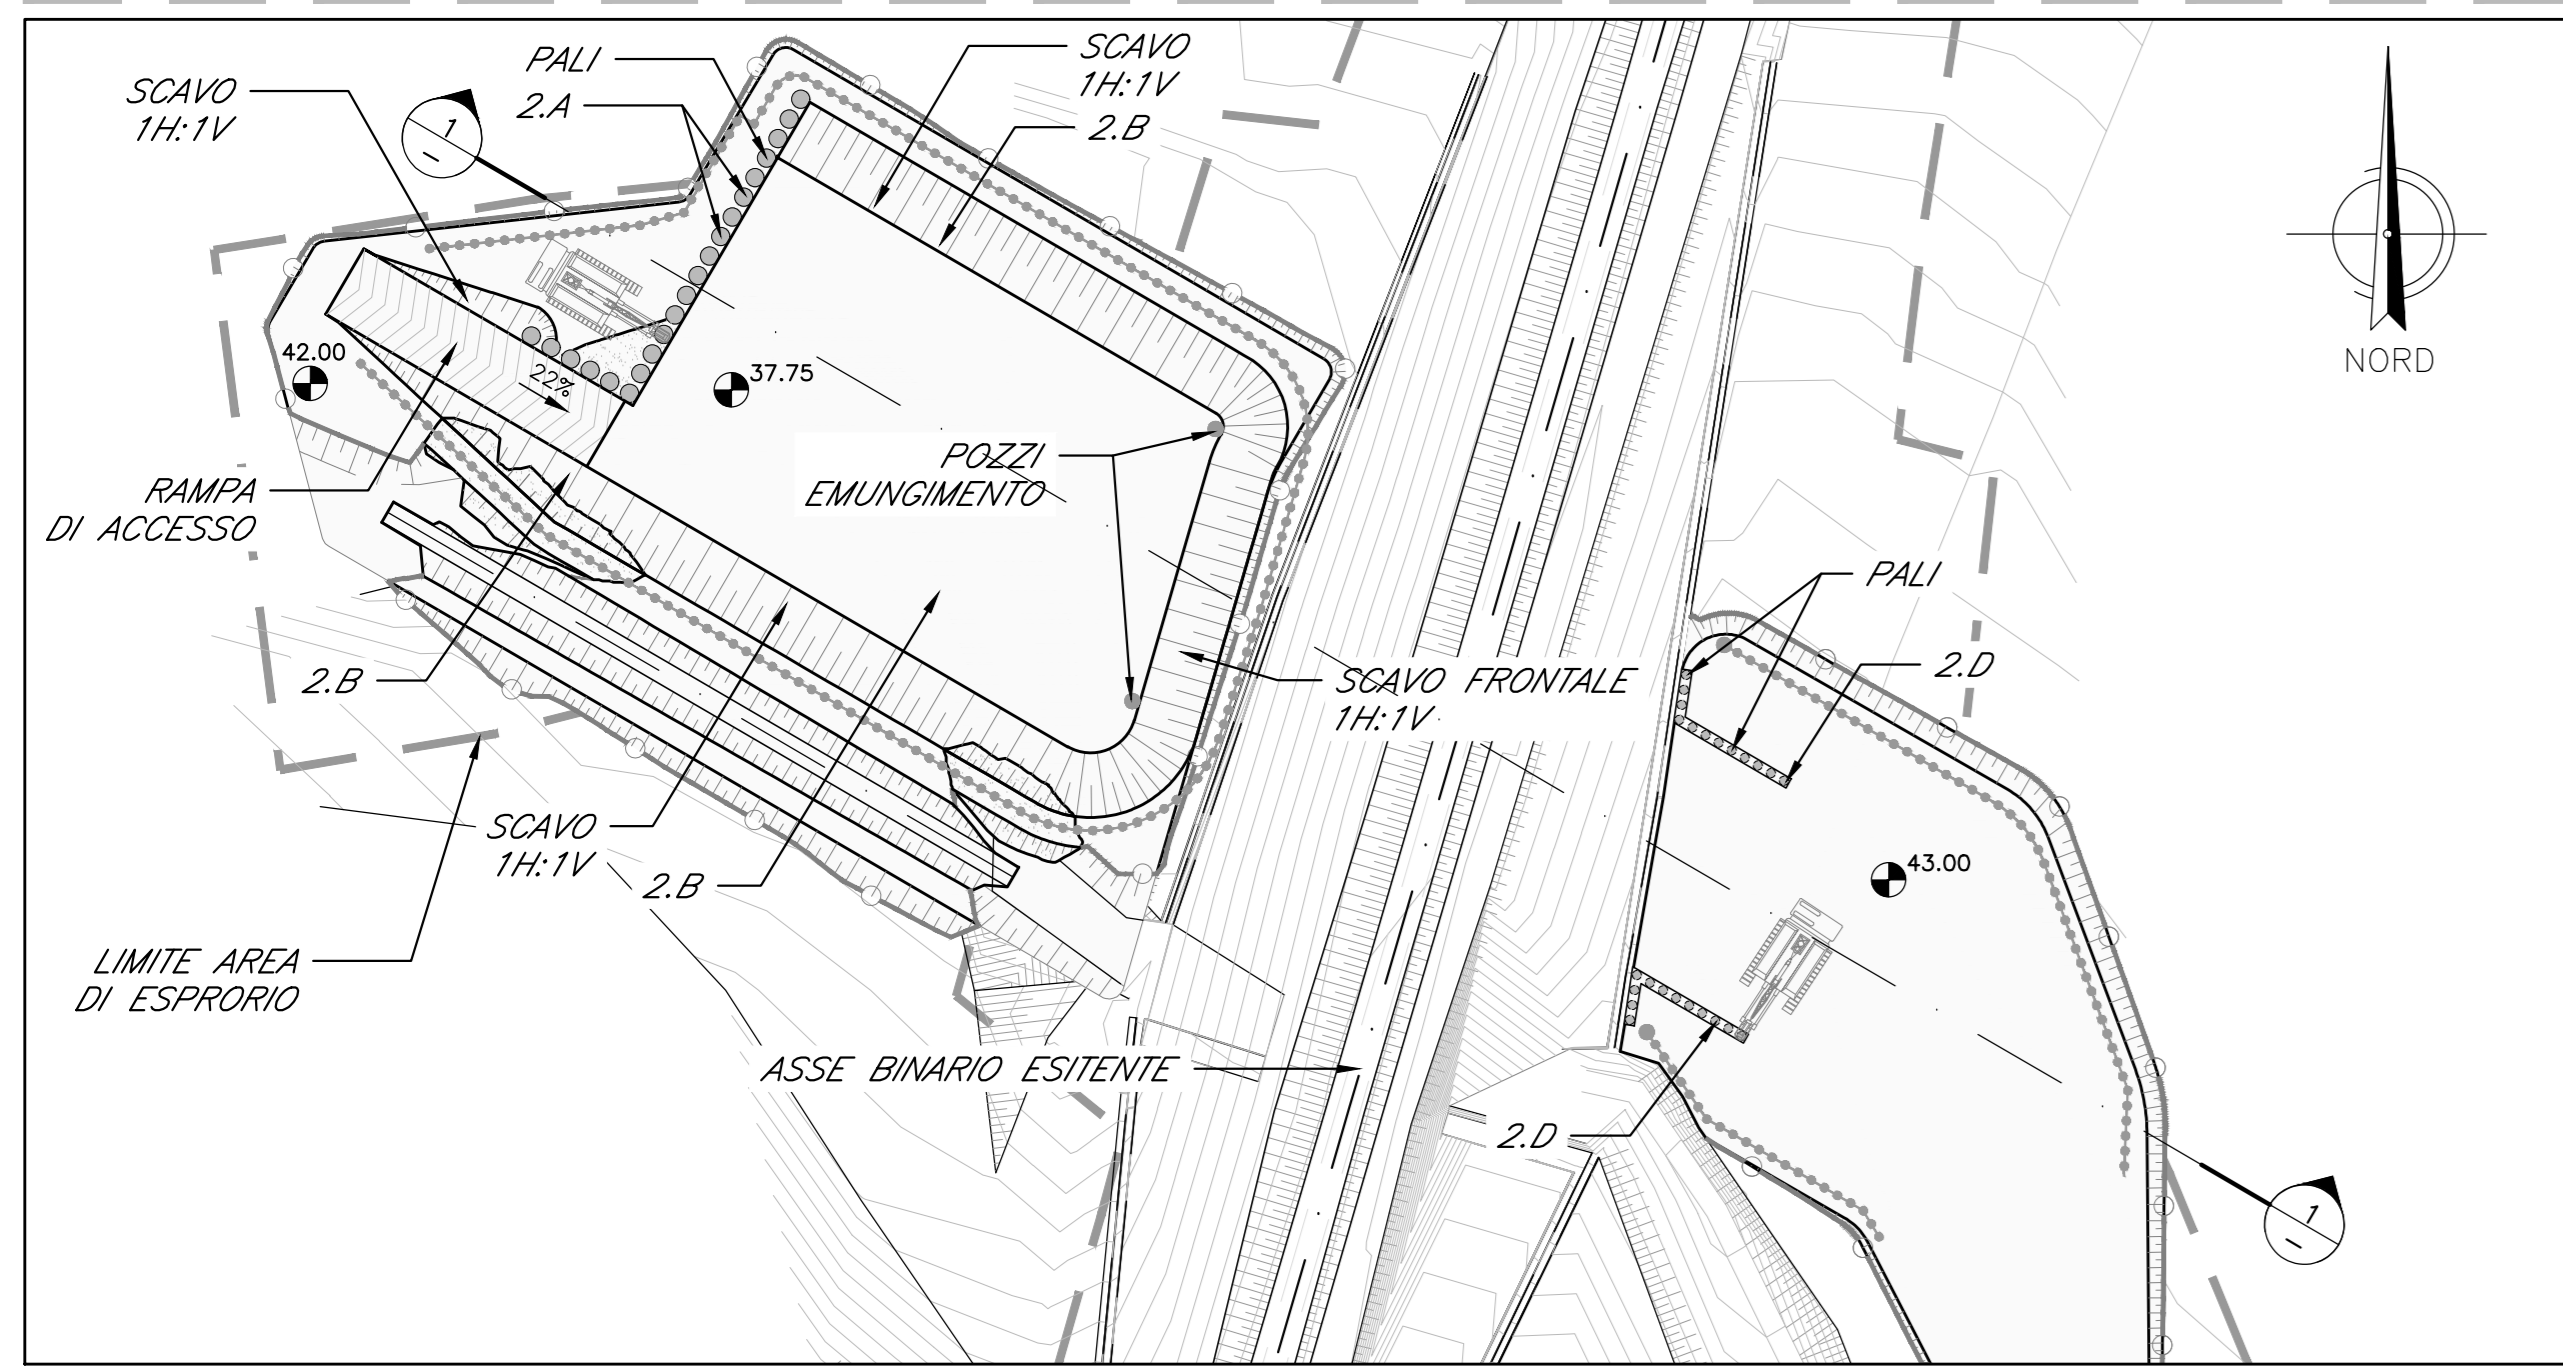 PALI
SCAVO
1H:1V
SCAVO
1H:1V
2.A
2.B
1
NORD
42.00
22%
37.75
POZZI
EMUNGIMENTO
RAMPA
DI ACCESSO
PALI
2.B
SCAVO FRONTALE
1H:1V
2.D
SCAVO
1H:1V
2.B
43.00
LIMITE AREA
DI ESPRORIO
ASSE BINARIO ESITENTE
2.D
1